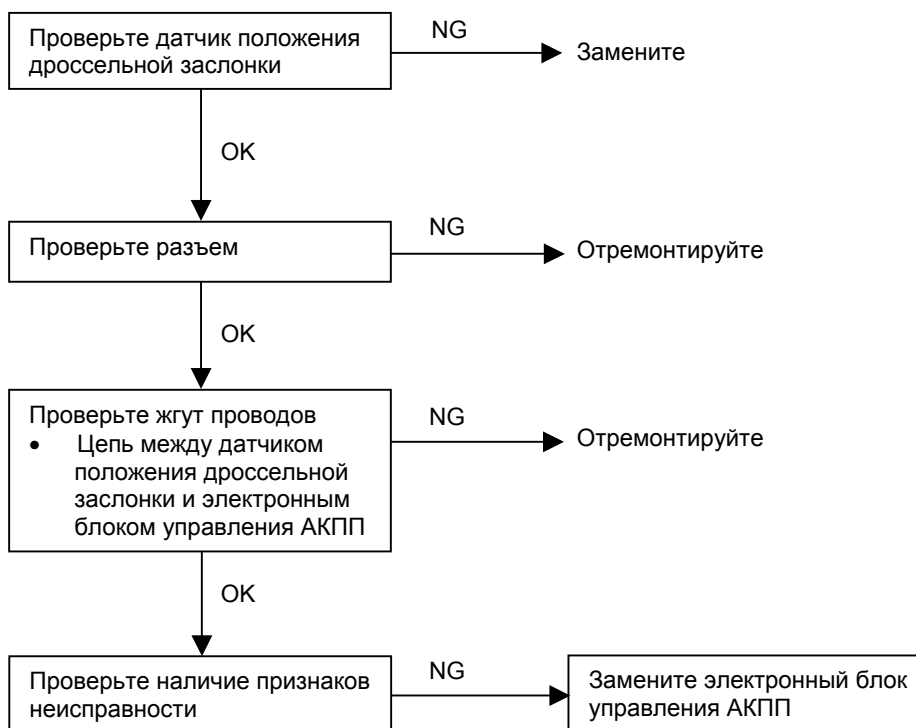 Проверьте датчик положения
дроссельной заслонки
NG
Замените
OK
Проверьте разъем
NG
Отремонтируйте
OK
Проверьте жгут проводов
• Цепь между датчиком
положения дроссельной
заслонки и электронным
блоком управления АКПП
NG
Отремонтируйте
OK
Проверьте наличие признаков
неисправности
NG
Замените электронный блок
управления АКПП